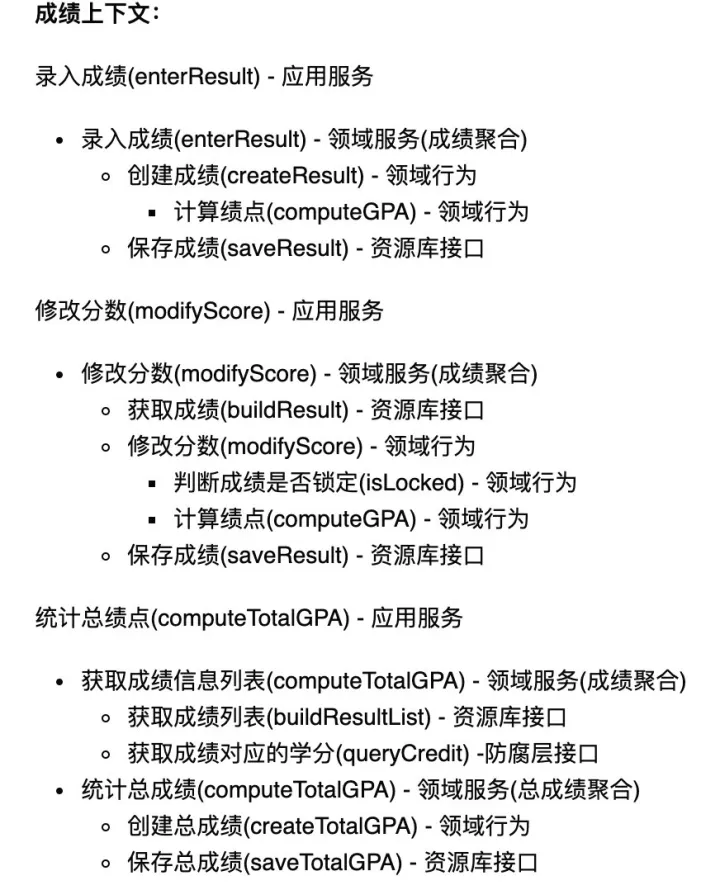 成绩上下文：
录入成绩(enterResult) - 应用服务
• 录入成绩(enterResult) - 领域服务(成绩聚合)
◦ 创建成绩(createResult) - 领域行为
▪ 计算绩点(computeGPA) - 领域行为
◦ 保存成绩(saveResult) - 资源库接口
修改分数(modifyScore) - 应用服务
• 修改分数(modifyScore) - 领域服务(成绩聚合)
◦ 获取成绩(buildResult) - 资源库接口
◦ 修改分数(modifyScore) - 领域行为
▪ 判断成绩是否锁定(isLocked) - 领域行为
▪ 计算绩点(computeGPA) - 领域行为
◦ 保存成绩(saveResult) - 资源库接口
统计总绩点(computeTotalGPA) - 应用服务
• 获取成绩信息列表(computeTotalGPA) - 领域服务(成绩聚合)
◦ 获取成绩列表(buildResultList) - 资源库接口
◦ 获取成绩对应的学分(queryCredit) -防腐层接口
• 统计总成绩(computeTotalGPA) - 领域服务(总成绩聚合)
◦ 创建总成绩(createTotalGPA) - 领域行为
◦ 保存总成绩(saveTotalGPA) - 资源库接口